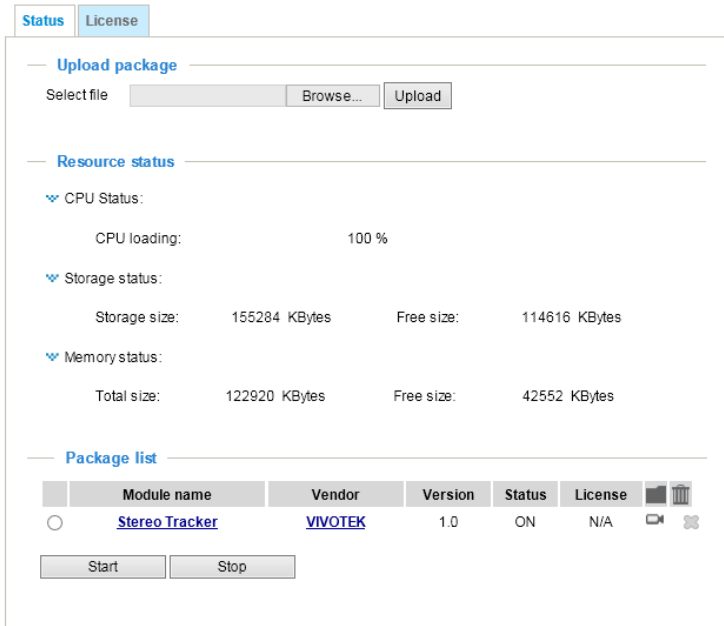 Status License
Upload package
Select file Browse... Upload
Resource status
CPU Status:
CPU loading: 100 %
Storage status:
Storage size: 155284 KBytes Free size: 114616 KBytes
Memory status:
Total size: 122920 KBytes Free size: 42552 KBytes
Package list
Module name Vendor Version Status License
Stereo Tracker VIVOTEK 1.0 ON N/A
Start Stop